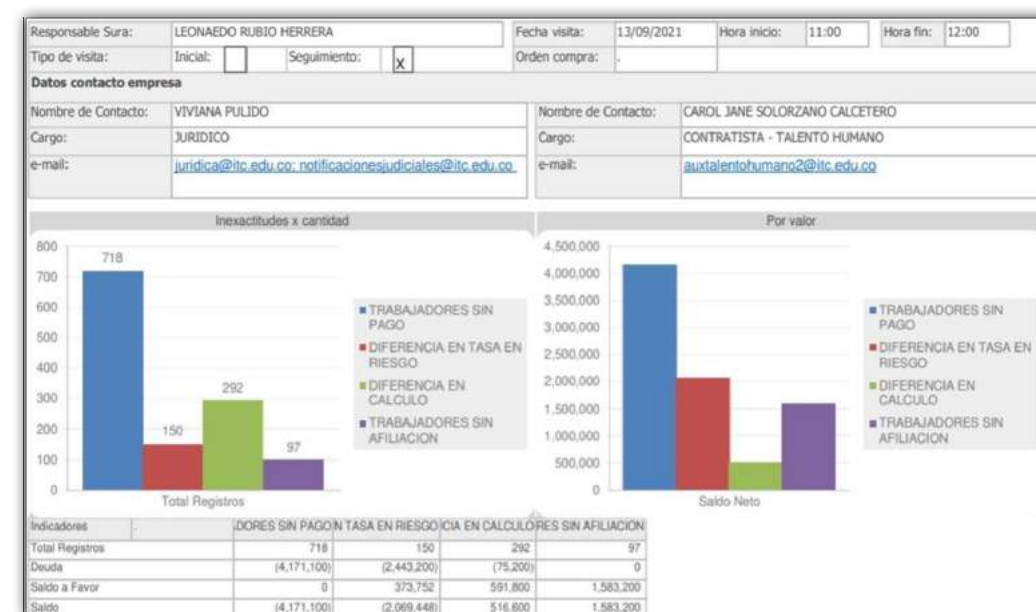 Responsable Sura: LEONAEDO RUBIO HERRERA Fecha visita: 13/09/2021 Hora inicio: 11:00 Hora fin: 12:00
Tipo de visita: Inicial: Seguimiento: X Orden compra: .
Datos contacto empresa
Nombre de Contacto: VIVIANA PULIDO Nombre de Contacto: CAROL JANE SOLORZANO CALCETERO
Cargo: JURIDICO Cargo: CONTRATISTA - TALENTO HUMANO
e-mail: juridica@itc.edu.co; notificacionesjudiciales@itc.edu.co e-mail: auxtalentohumano2@itc.edu.co
Inexactitudes x cantidad
800
700
600
500
400
300
200
100
0
718
150
292
97
Total Registros
TRABAJADORES SIN
PAGO
DIFERENCIA EN TASA EN
RIESGO
DIFERENCIA EN
CALCULO
TRABAJADORES SIN
AFILIACION
Por valor
4,500,000
4,000,000
3,500,000
3,000,000
2,500,000
2,000,000
1,500,000
1,000,000
500,000
0
Saldo Neto
TRABAJADORES SIN
PAGO
DIFERENCIA EN TASA EN
RIESGO
DIFERENCIA EN
CALCULO
TRABAJADORES SIN
AFILIACION
Indicadores . DORES SIN PAGO N TASA EN RIESGO CIA EN CALCULO RES SIN AFILIACION
Total Registros 718 150 292 97
Deuda (4,171,100) (2,443,200) (75,200) 0
Saldo a Favor 0 373,752 591,800 1,583,200
Saldo (4,171,100) (2,069,448) 516,600 1,583,200